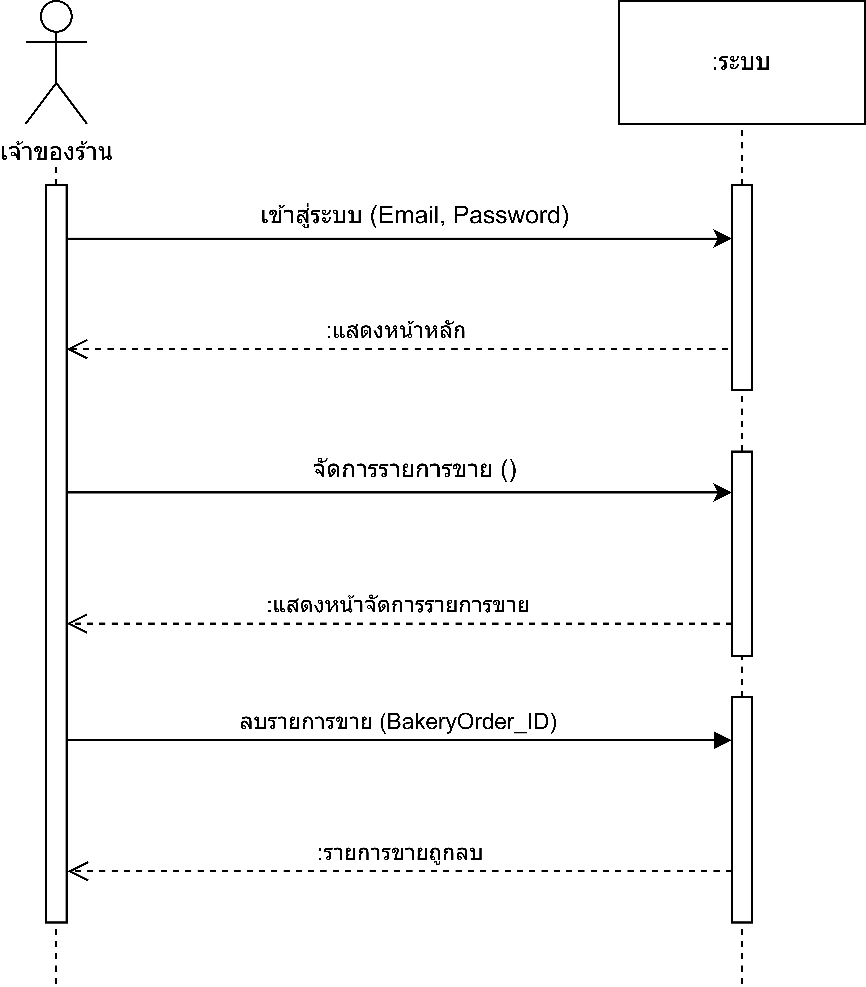 :ระบบ
เจ้าของร้าน
เข้าสู่ระบบ (Email, Password)
:แสดงหน้าหลัก
จัดการรายการขาย ()
:แสดงหน้าจัดการรายการขาย
ลบรายการขาย (BakeryOrder_ID)
:รายการขายถูกลบ